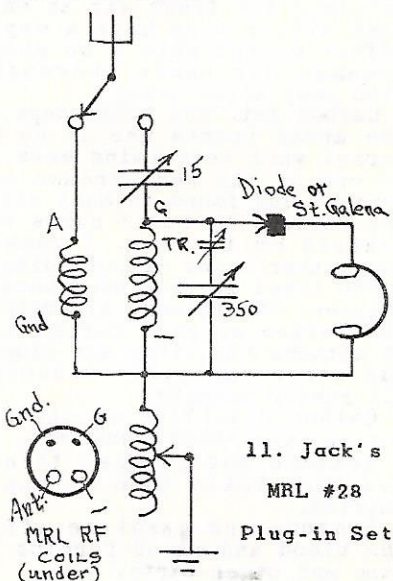 15
G
Diode or
St. Galena
A
TR.
350
Gnd
Gnd.
G
Ant.
-
MRL RF
COILS
(under)
11. Jack's
MRL #28
Plug-in Set